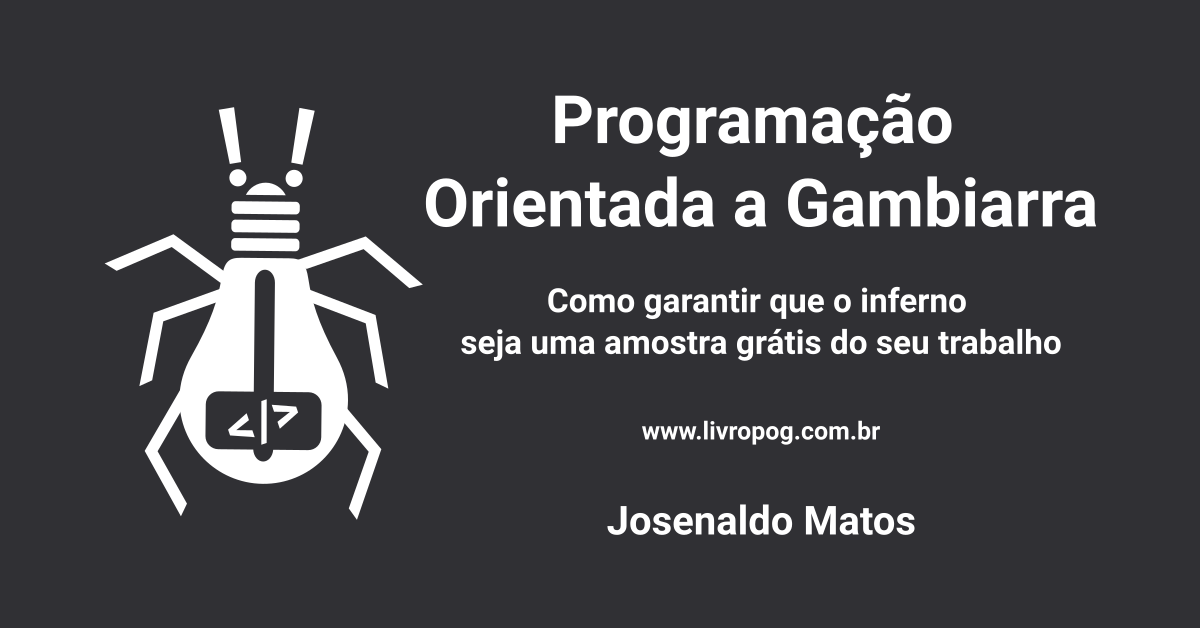 Programação
Orientada a Gambiarra
Como garantir que o inferno
seja uma amostra grátis do seu trabalho
www.livropog.com.br
Josenaldo Matos
<|>